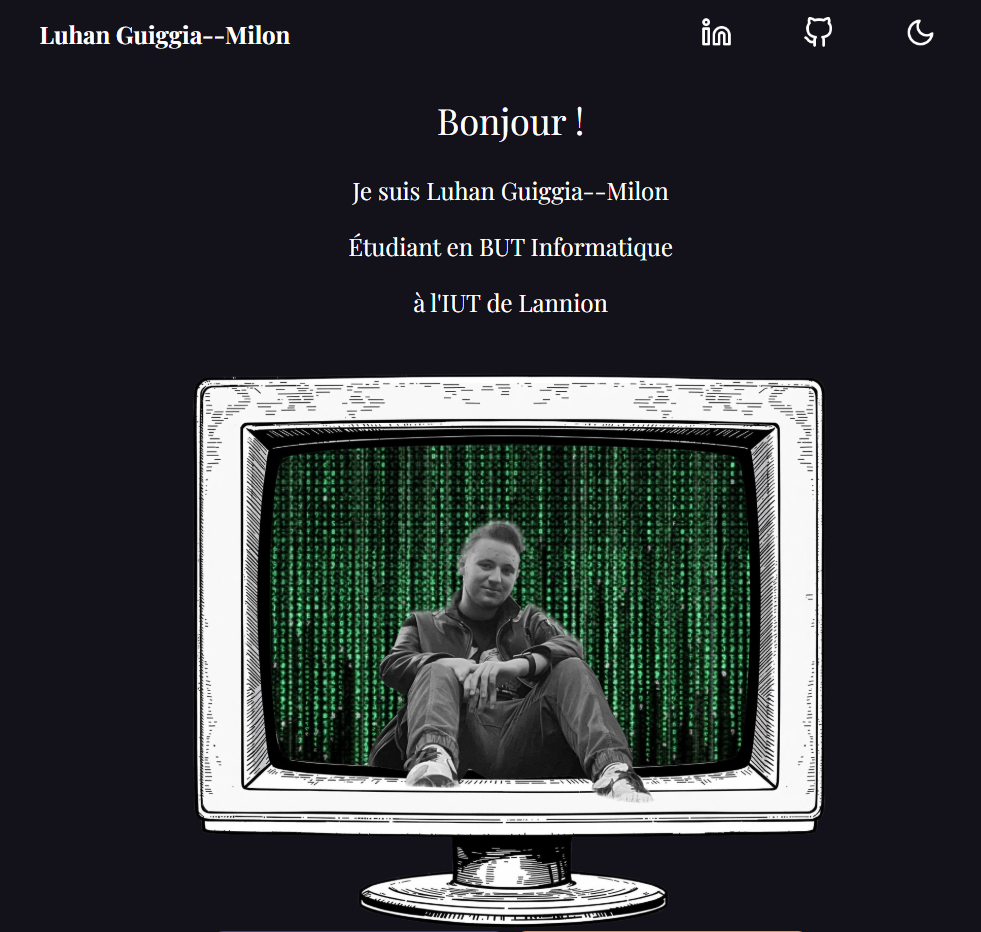 Luhan Guiggia--Milon
Bonjour !
Je suis Luhan Guiggia--Milon
Étudiant en BUT Informatique
à l'IUT de Lannion